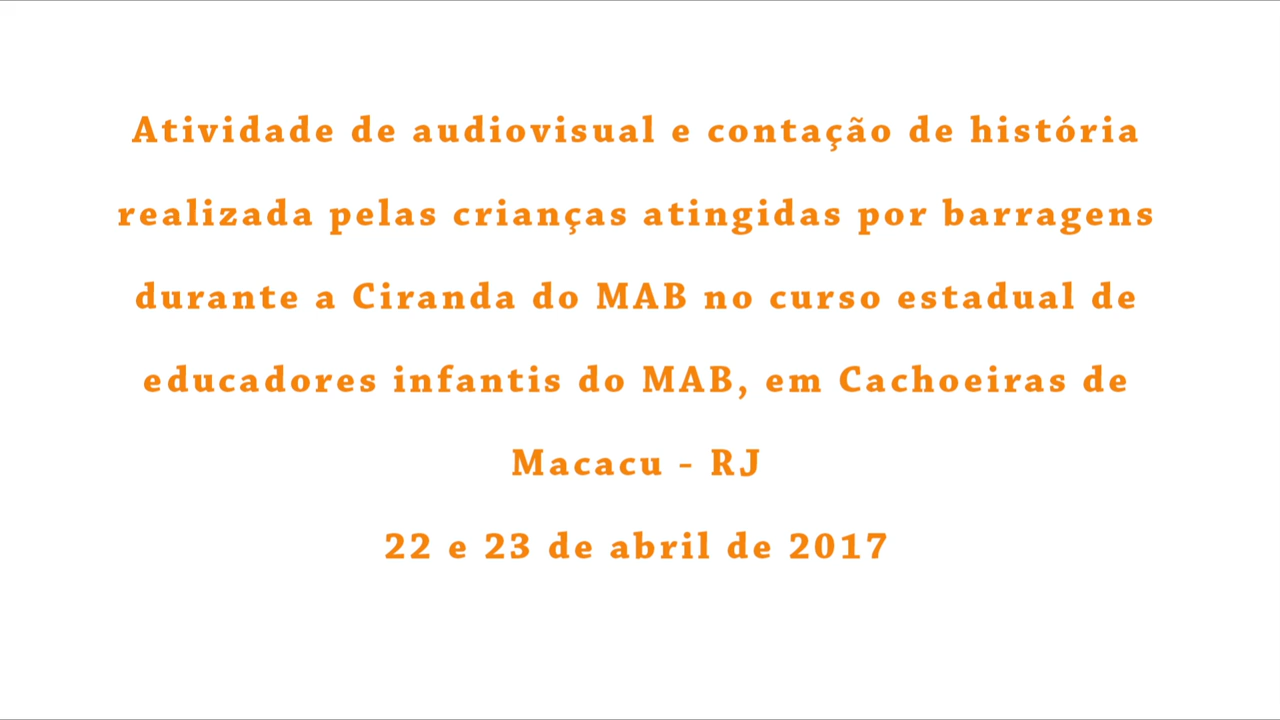 Atividade de audiovisual e contação de história
realizada pelas crianças atingidas por barragens
durante a Ciranda do MAB no curso estadual de
educadores infantis do MAB, em Cachoeiras de
Macacu - RJ
22 e 23 de abril de 2017